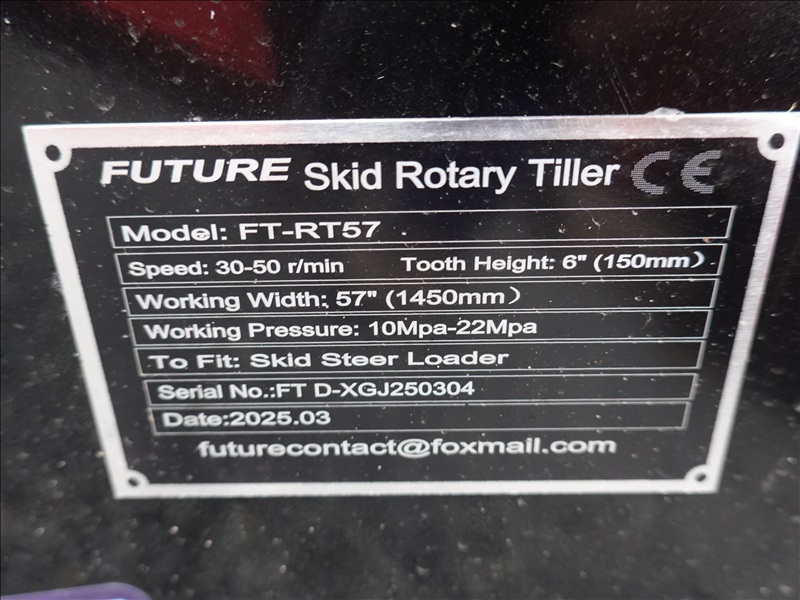 FUTURE Skid Rotary Tiller CE
Model: FT-RT57
Speed: 30-50 r/min Tooth Height: 6" (150mm)
Working Width: 57" (1450mm)
Working Pressure: 10Mpa-22Mpa
To Fit: Skid Steer Loader
Serial No.:FT D-XGJ250304
Date:2025.03
futurecontact@foxmail.com